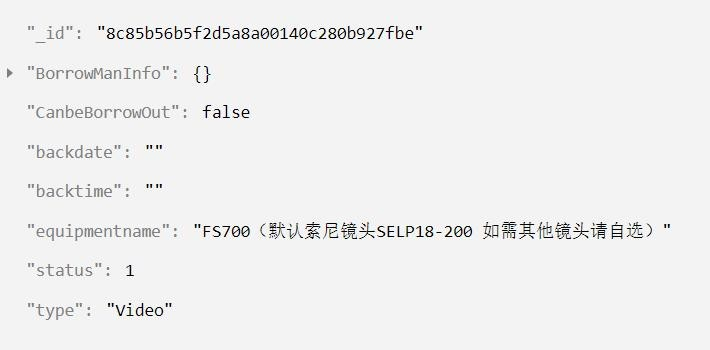 "_id": "8c85b56b5f2d5a8a00140c280b927fbe"
"BorrowManInfo": {}
"CanbeBorrowOut": false
"backdate": ""
"backtime": ""
"equipmentname": "FS700（默认索尼镜头SELP18-200 如需其他镜头请自选）"
"status": 1
"type": "Video"